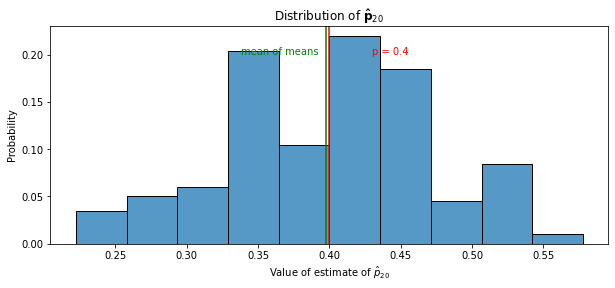 Distribution of p̂₂₀
mean of means
p = 0.4
Probability
0.20
0.15
0.10
0.05
0.00
0.25 0.30 0.35 0.40 0.45 0.50 0.55
Value of estimate of p̂₂₀